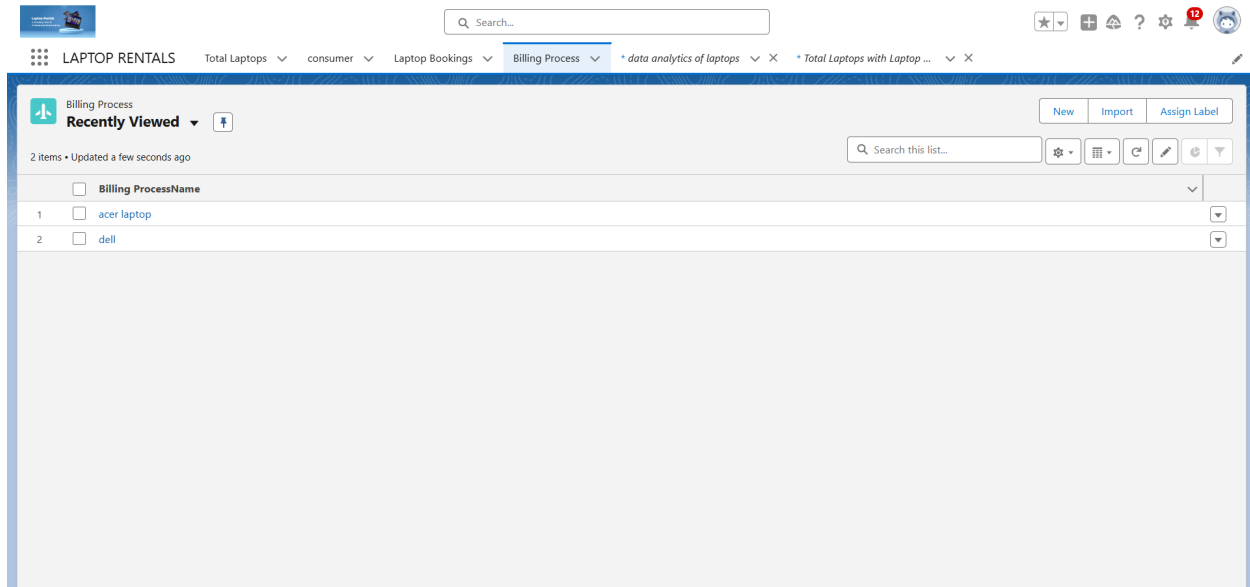 Search...
12
LAPTOP RENTALS
Total Laptops
consumer
Laptop Bookings
Billing Process
* data analytics of laptops
* Total Laptops with Laptop ...
Billing Process
Recently Viewed
New
Import
Assign Label
2 items • Updated a few seconds ago
Search this list...
Billing ProcessName
1 acer laptop
2 dell